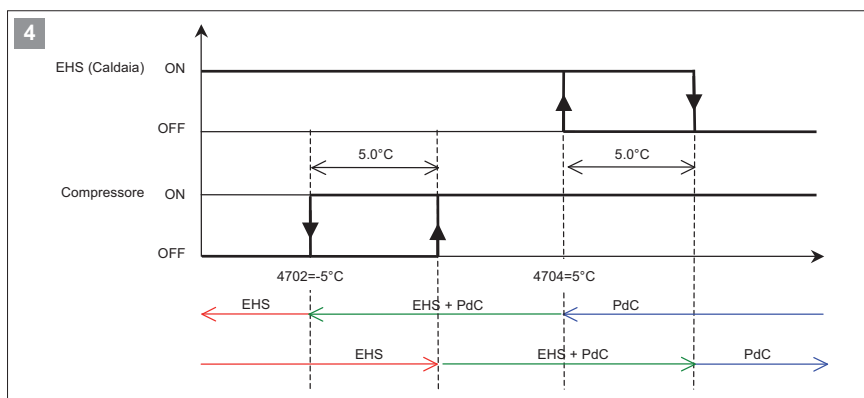 4
EHS (Caldaia) ON
OFF
5.0°C 5.0°C
Compressore ON
OFF
4702=-5°C 4704=5°C
EHS EHS + PdC PdC
EHS EHS + PdC PdC